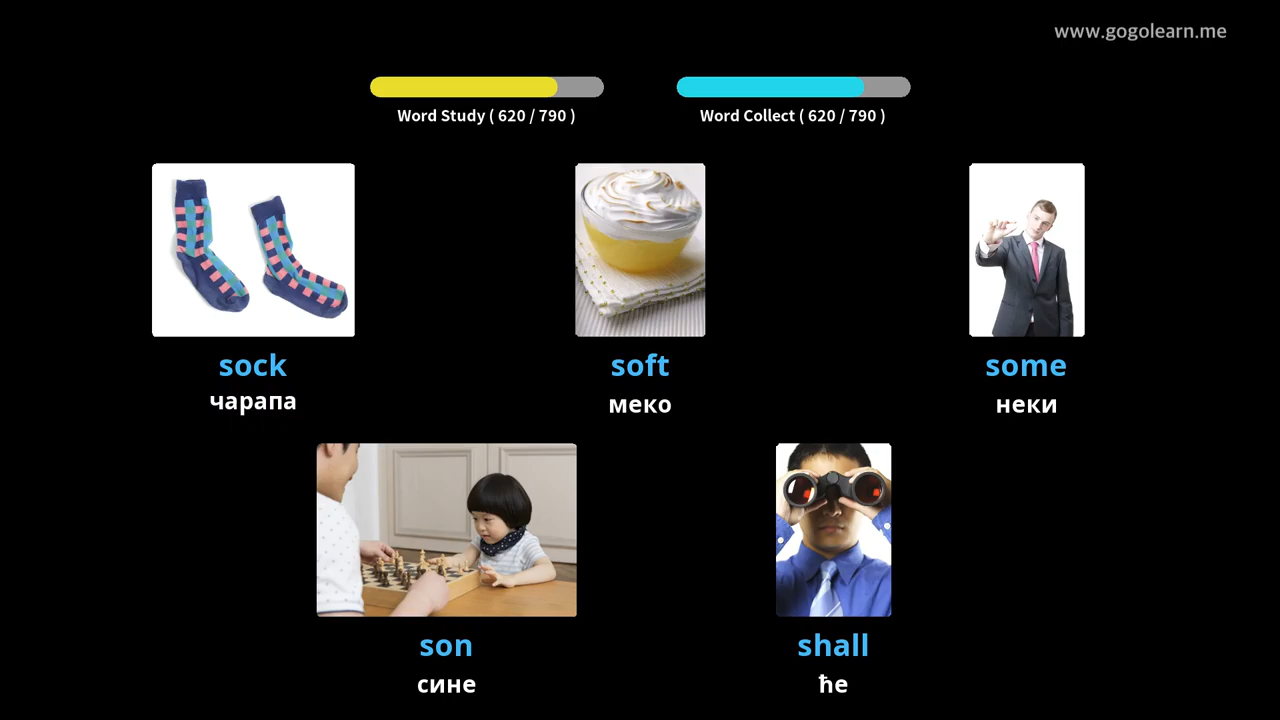 www.gogolearn.me
Word Study ( 620 / 790 )
Word Collect ( 620 / 790 )
sock
чарапа
soft
меко
some
неки
son
сине
shall
ће